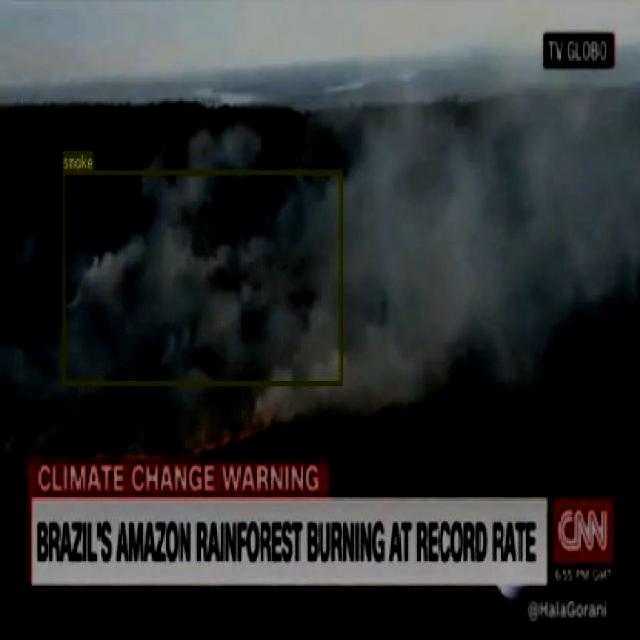 TV GLOBO
smoke
CLIMATE CHANGE WARNING
BRAZIL'S AMAZON RAINFOREST BURNING AT RECORD RATE
CNN
6:55 PM GMT
@HalaGorani